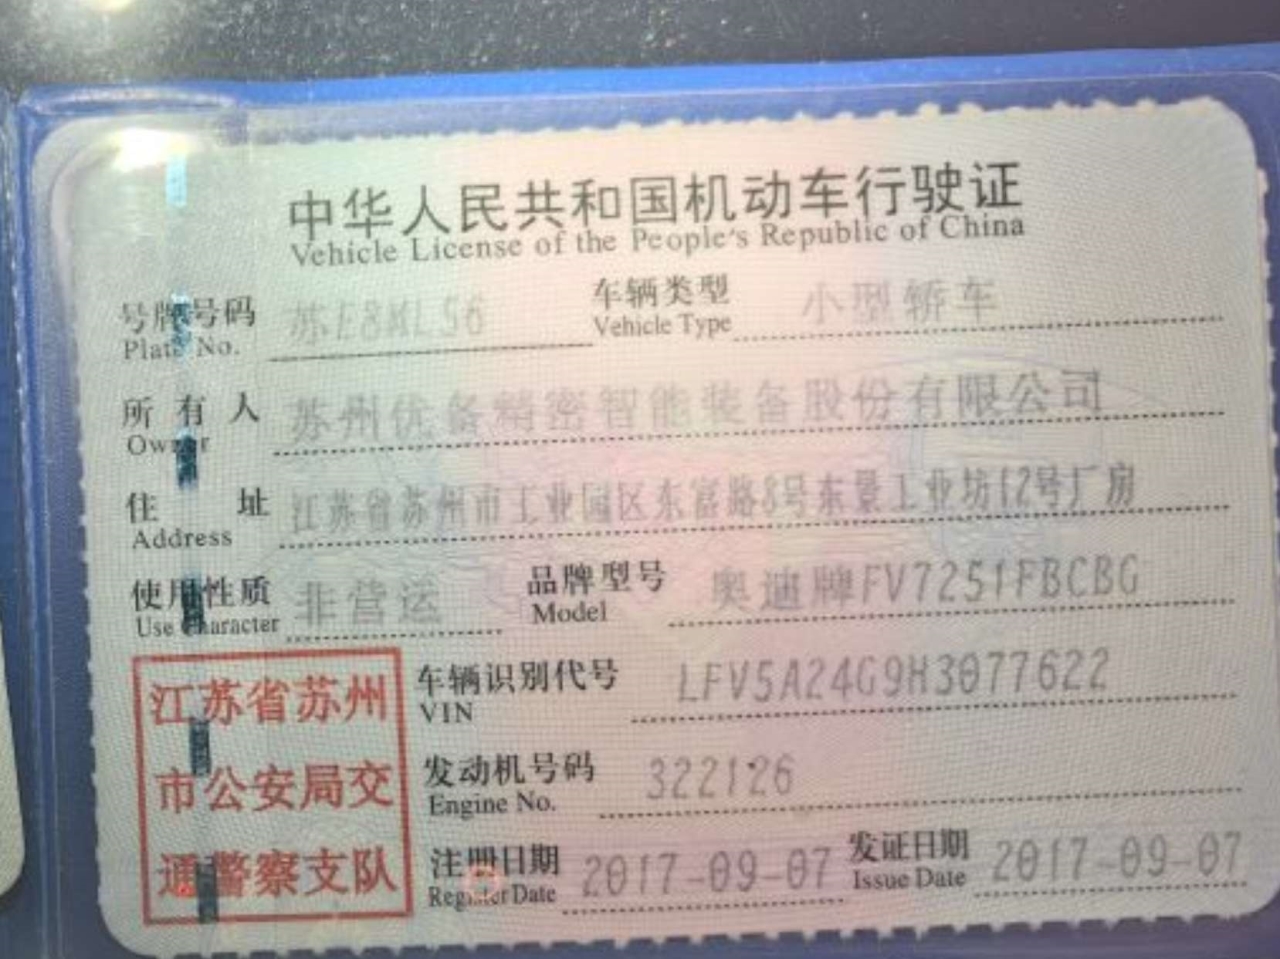 中华人民共和国机动车行驶证
Vehicle License of the People's Republic of China
号牌号码 苏E8KL56 车辆类型 小型轿车
Plate No. Vehicle Type
所有人 苏州优备精密智能装备股份有限公司
Owner
住址 江苏省苏州市工业园区东富路8号东景工业坊12号厂房
Address
使用性质 非营运 品牌型号 奥迪牌FV7251FBCBG
Use Character Model
江苏省苏州
市公安局交
通警察支队
车辆识别代号 LFV5A24G9H3077622
VIN
发动机号码 322126
Engine No.
注册日期 2017-09-07 发证日期 2017-09-07
Register Date Issue Date